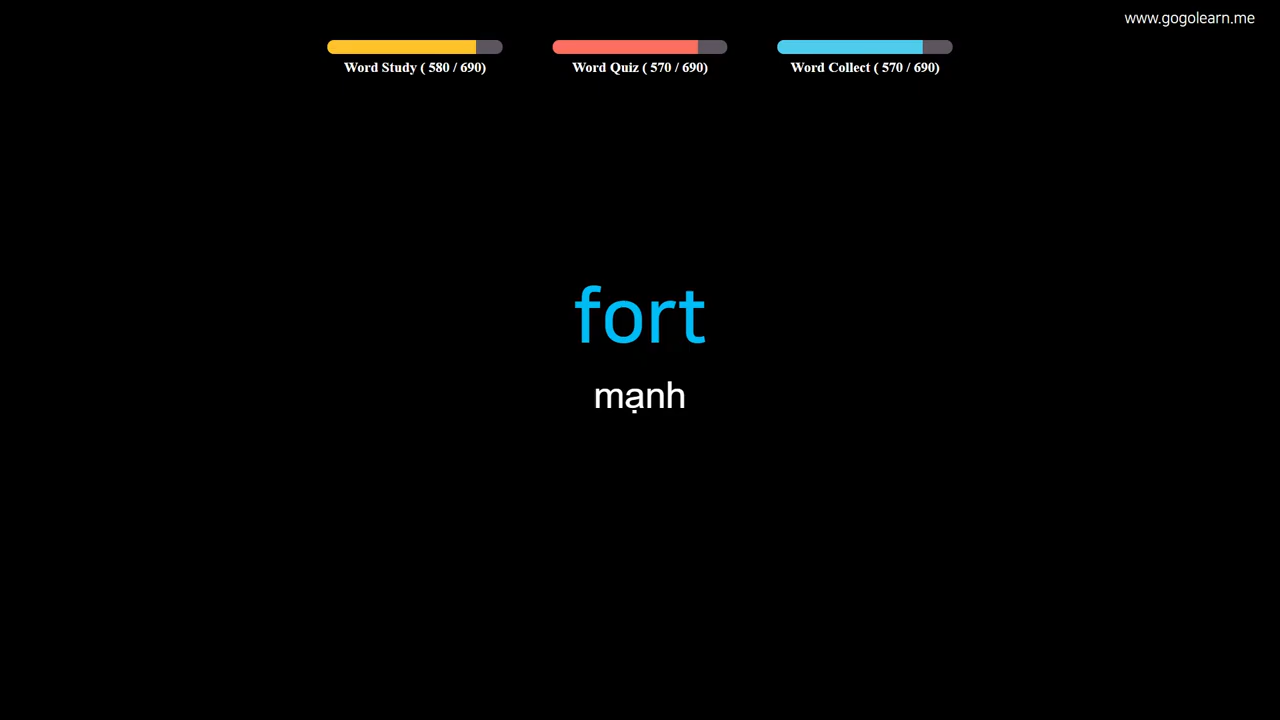 www.gogolearn.me
Word Study ( 580 / 690)
Word Quiz ( 570 / 690)
Word Collect ( 570 / 690)
fort
mạnh